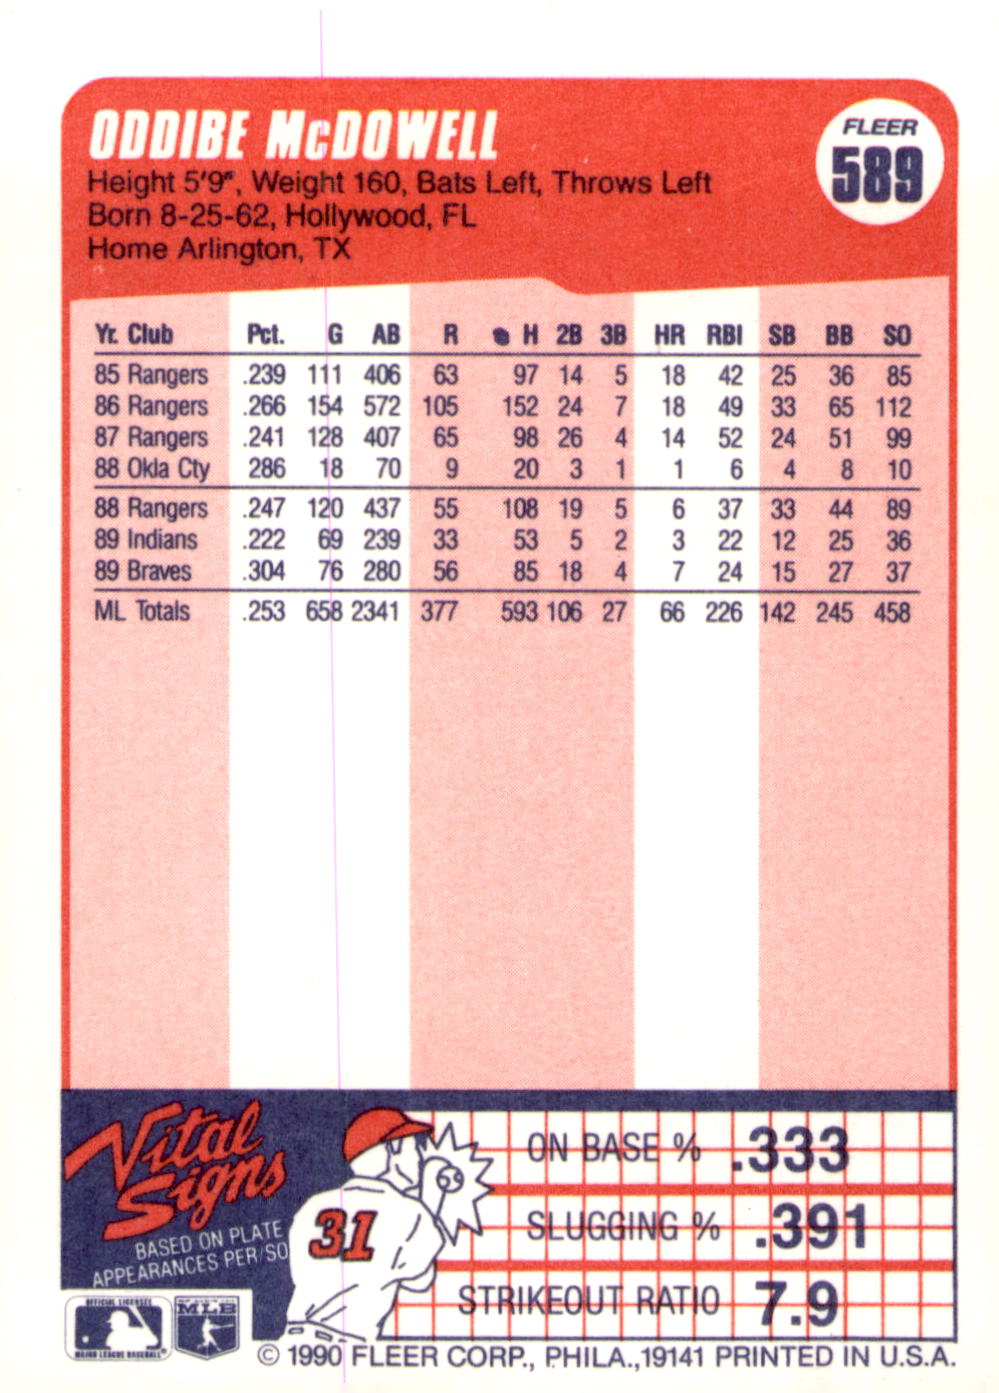 ODDIBE McDOWELL
FLEER
589
Height 5'9", Weight 160, Bats Left, Throws Left
Born 8-25-62, Hollywood, FL
Home Arlington, TX
Yr. Club Pct. G AB R H 2B 3B HR RBI SB BB SO
85 Rangers .239 111 406 63 97 14 5 18 42 25 36 85
86 Rangers .266 154 572 105 152 24 7 18 49 33 65 112
87 Rangers .241 128 407 65 98 26 4 14 52 24 51 99
88 Okla Cty 286 18 70 9 20 3 1 1 6 4 8 10
88 Rangers .247 120 437 55 108 19 5 6 37 33 44 89
89 Indians .222 69 239 33 53 5 2 3 22 12 25 36
89 Braves .304 76 280 56 85 18 4 7 24 15 27 37
ML Totals .253 658 2341 377 593 106 27 66 226 142 245 458
Vital
Signs
BASED ON PLATE
APPEARANCES PER/SO
31
ON BASE % .333
SLUGGING % .391
STRIKEOUT RATIO 7.9
OFFICIAL LICENSEE
MAJOR LEAGUE BASEBALL
MLB
© 1990 FLEER CORP., PHILA.,19141 PRINTED IN U.S.A.